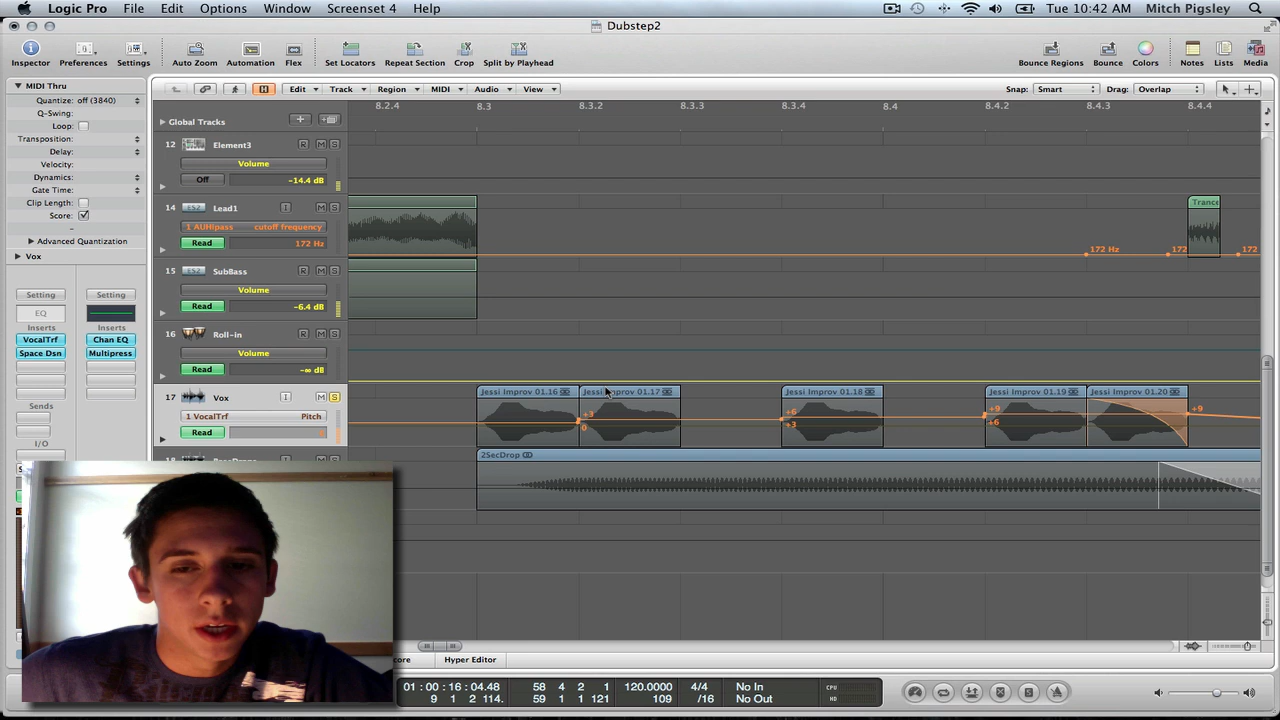 Logic Pro File Edit Options Window Screenset 4 Help Tue 10:42 AM Mitch Pigsley
Dubstep2
Inspector Preferences Settings Auto Zoom Automation Flex Set Locators Repeat Section Crop Split by Playhead Bounce Regions Bounce Colors Notes Lists Media
MIDI Thru
Edit Track Region MIDI Audio View Snap: Smart Drag: Overlap
Quantize: off (3840)
8.2.4 8.3 8.3.2 8.3.3 8.3.4 8.4 8.4.2 8.4.3 8.4.4
Q-Swing:
Global Tracks
Loop:
Transposition:
12 Element3 R M S
Delay:
Volume
Velocity:
Off -14.4 dB
Dynamics:
Gate Time:
Clip Length:
14 ES2 Lead1 I M S
Trance
Score:
1 AUHipass cutoff frequency
Advanced Quantization
Read 172 Hz
172 Hz 172 172
Vox
15 ES2 SubBass R M S
Volume
Setting Setting
Read -6.4 dB
EQ
Inserts Inserts
16 Roll-in R M S
VocalTrf Chan EQ
Space Dsn Multipress
Volume
Read -∞ dB
17 Vox I M S
Jessi Improv 01.16 Jessi Improv 01.17 Jessi Improv 01.18 Jessi Improv 01.19 Jessi Improv 01.20
Sends
1 VocalTrf Pitch
+3 +6 +9 +9
0 +3 +6
Read
I/O
2SecDrop
Hyper Editor
01:00:16:04.48 58 4 2 1 120.0000 4/4 No In CPU
9 1 2 114. 59 1 1 121 109 /16 No Out HD